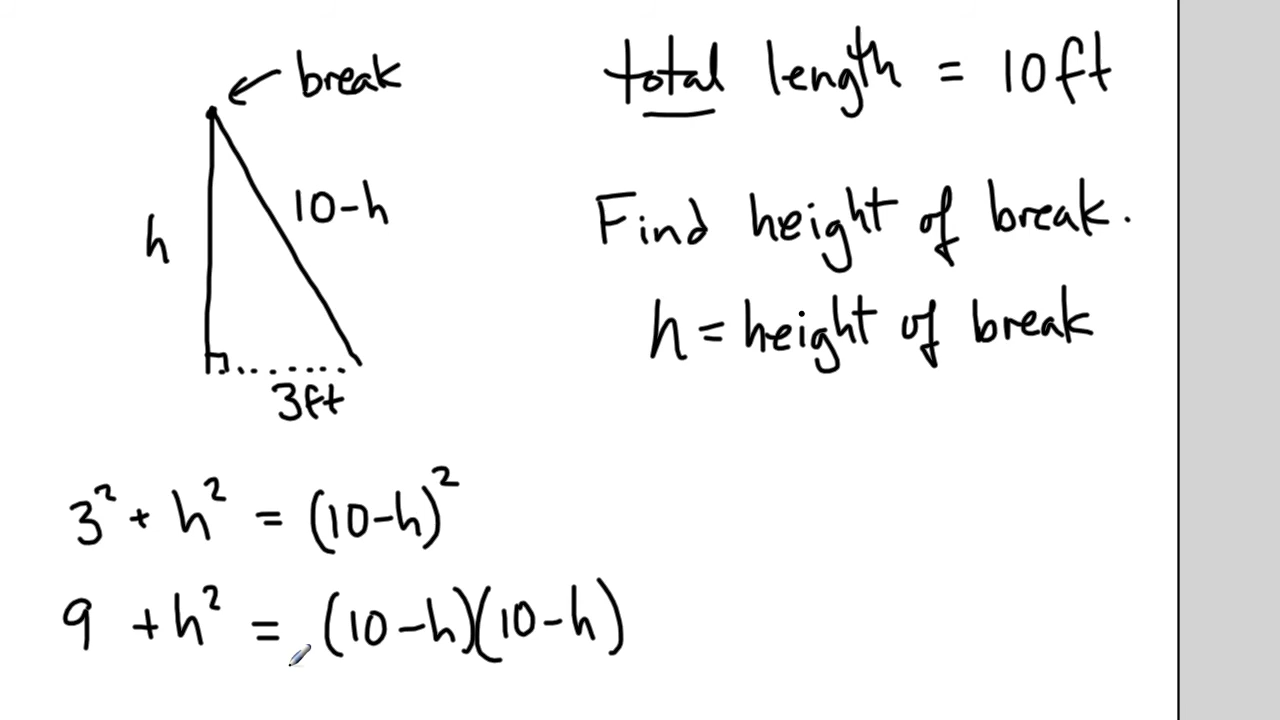 break
total length = 10ft
h
10-h
Find height of break.
h = height of break
3ft
3² + h² = (10-h)²
9 + h² = (10-h)(10-h)